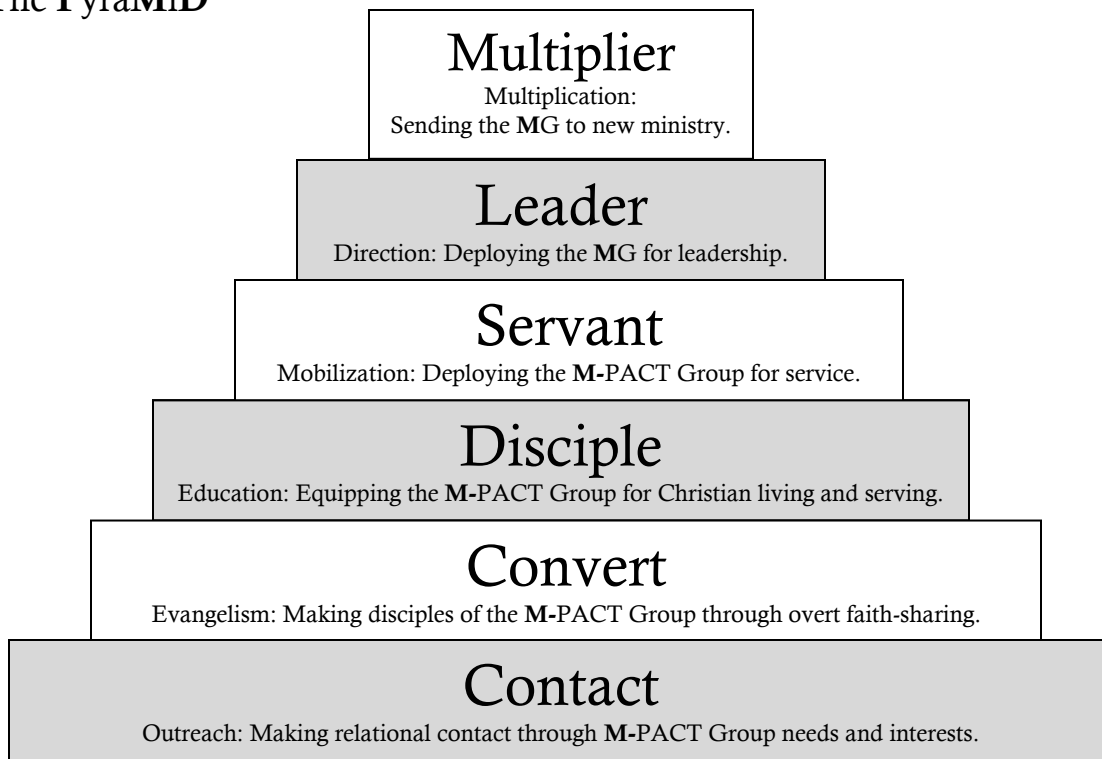 The PyraMID
Multiplier
Multiplication:
Sending the MG to new ministry.
Leader
Direction: Deploying the MG for leadership.
Servant
Mobilization: Deploying the M-PACT Group for service.
Disciple
Education: Equipping the M-PACT Group for Christian living and serving.
Convert
Evangelism: Making disciples of the M-PACT Group through overt faith-sharing.
Contact
Outreach: Making relational contact through M-PACT Group needs and interests.